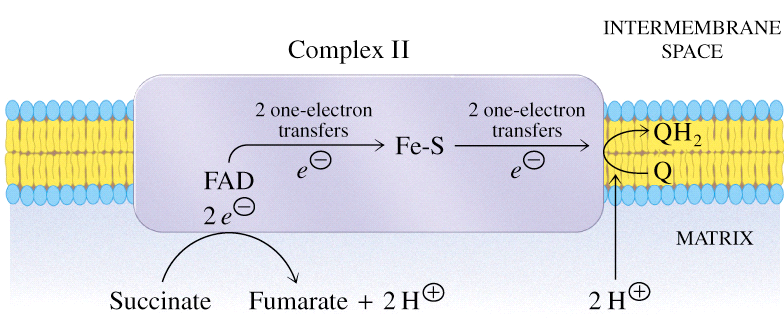 INTERMEMBRANE
SPACE
Complex II
2 one-electron
transfers
e⊖
Fe-S
2 one-electron
transfers
e⊖
QH₂
Q
FAD
2 e⊖
MATRIX
Succinate
Fumarate + 2 H⊕
2 H⊕